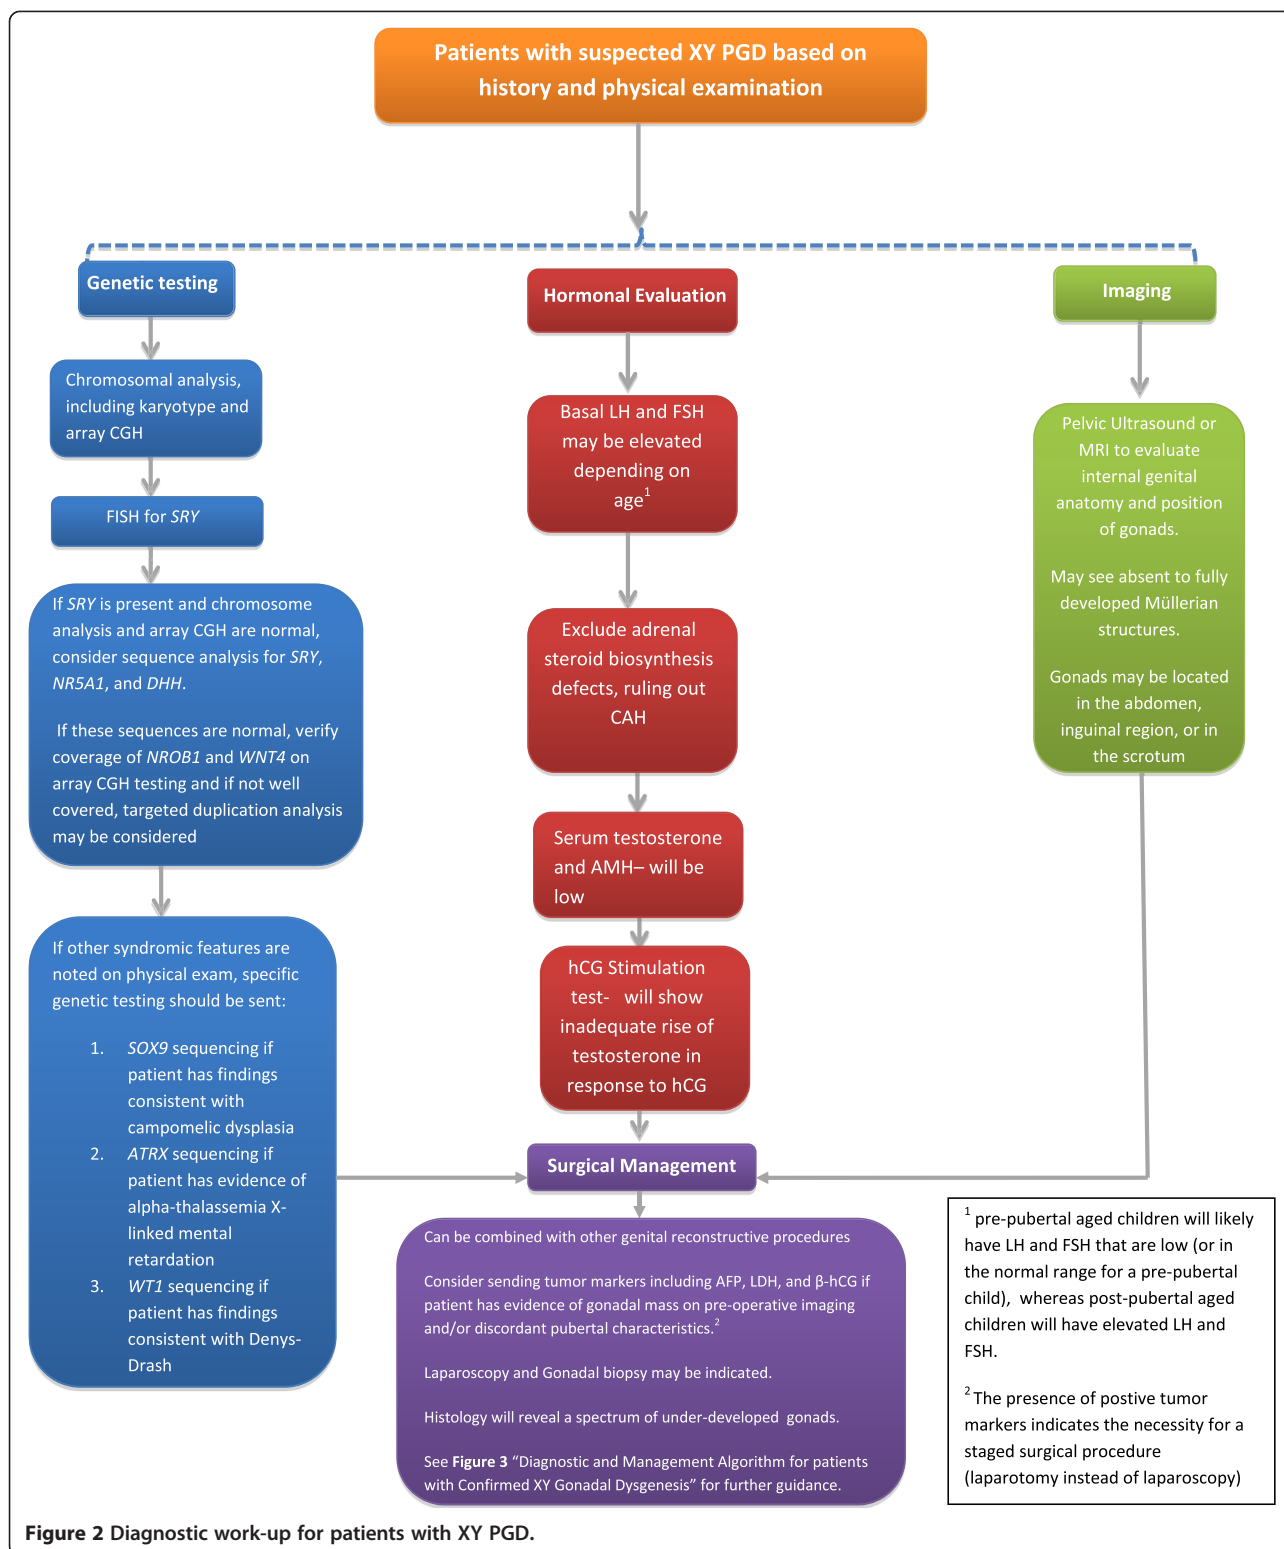 Patients with suspected XY PGD based on
history and physical examination
Genetic testing
Chromosomal analysis,
including karyotype and
array CGH
FISH for SRY
If SRY is present and chromosome
analysis and array CGH are normal,
consider sequence analysis for SRY,
NR5A1, and DHH.
If these sequences are normal, verify
coverage of NROB1 and WNT4 on
array CGH testing and if not well
covered, targeted duplication analysis
may be considered
If other syndromic features are
noted on physical exam, specific
genetic testing should be sent:
1. SOX9 sequencing if
patient has findings
consistent with
campomelic dysplasia
2. ATRX sequencing if
patient has evidence of
alpha-thalassemia X-
linked mental
retardation
3. WT1 sequencing if
patient has findings
consistent with Denys-
Drash
Hormonal Evaluation
Basal LH and FSH
may be elevated
depending on
age1
Exclude adrenal
steroid biosynthesis
defects, ruling out
CAH
Serum testosterone
and AMH– will be
low
hCG Stimulation
test- will show
inadequate rise of
testosterone in
response to hCG
Imaging
Pelvic Ultrasound or
MRI to evaluate
internal genital
anatomy and position
of gonads.
May see absent to fully
developed Müllerian
structures.
Gonads may be located
in the abdomen,
inguinal region, or in
the scrotum
Surgical Management
Can be combined with other genital reconstructive procedures
Consider sending tumor markers including AFP, LDH, and β-hCG if
patient has evidence of gonadal mass on pre-operative imaging
and/or discordant pubertal characteristics.2
Laparoscopy and Gonadal biopsy may be indicated.
Histology will reveal a spectrum of under-developed gonads.
See Figure 3 “Diagnostic and Management Algorithm for patients
with Confirmed XY Gonadal Dysgenesis” for further guidance.
1 pre-pubertal aged children will likely
have LH and FSH that are low (or in
the normal range for a pre-pubertal
child), whereas post-pubertal aged
children will have elevated LH and
FSH.
2 The presence of postive tumor
markers indicates the necessity for a
staged surgical procedure
(laparotomy instead of laparoscopy)
Figure 2 Diagnostic work-up for patients with XY PGD.